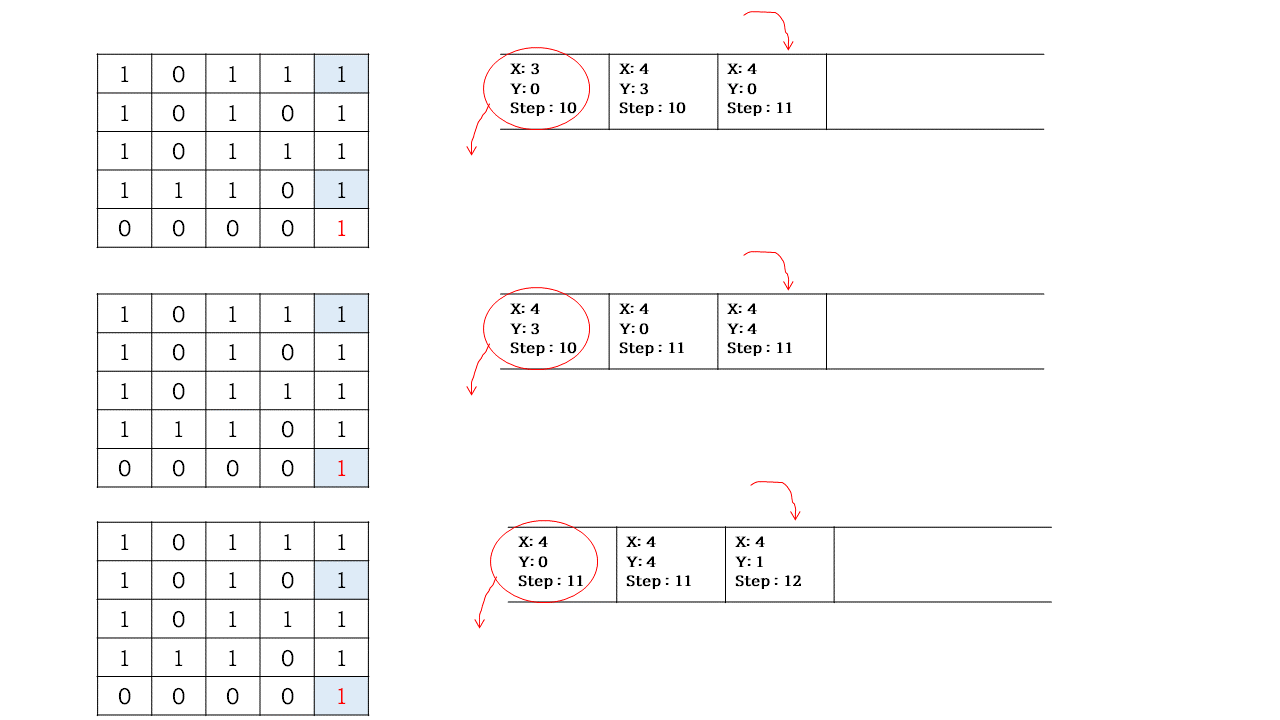 1 0 1 1 1
1 0 1 0 1
1 0 1 1 1
1 1 1 0 1
0 0 0 0 1
X: 3
Y: 0
Step : 10
X: 4
Y: 3
Step : 10
X: 4
Y: 0
Step : 11
1 0 1 1 1
1 0 1 0 1
1 0 1 1 1
1 1 1 0 1
0 0 0 0 1
X: 4
Y: 3
Step : 10
X: 4
Y: 0
Step : 11
X: 4
Y: 4
Step : 11
1 0 1 1 1
1 0 1 0 1
1 0 1 1 1
1 1 1 0 1
0 0 0 0 1
X: 4
Y: 0
Step : 11
X: 4
Y: 4
Step : 11
X: 4
Y: 1
Step : 12